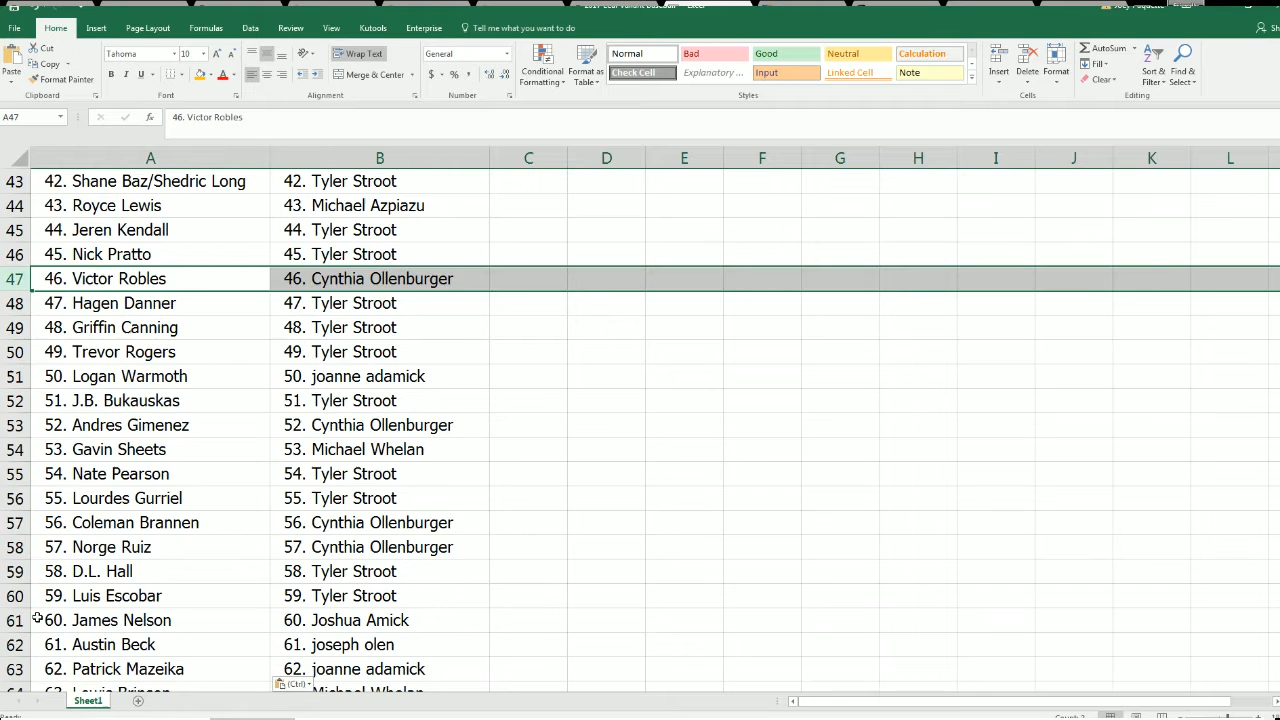 File Home Insert Page Layout Formulas Data Review View Kutools Enterprise Tell me what you want to do
Paste Cut Copy Format Painter Clipboard
Tahoma 10 B I U Font
Wrap Text Merge & Center Alignment
General $ % Number
Conditional Formatting Format as Table Normal Bad Good Neutral Calculation
Check Cell Explanatory ... Input Linked Cell Note Styles
Insert Delete Format Cells
AutoSum Fill Clear Sort & Filter Find & Select Editing
A47 fx 46. Victor Robles
A B C D E F G H I J K L
43 42. Shane Baz/Shedric Long 42. Tyler Stroot
44 43. Royce Lewis 43. Michael Azpiazu
45 44. Jeren Kendall 44. Tyler Stroot
46 45. Nick Pratto 45. Tyler Stroot
47 46. Victor Robles 46. Cynthia Ollenburger
48 47. Hagen Danner 47. Tyler Stroot
49 48. Griffin Canning 48. Tyler Stroot
50 49. Trevor Rogers 49. Tyler Stroot
51 50. Logan Warmoth 50. joanne adamick
52 51. J.B. Bukauskas 51. Tyler Stroot
53 52. Andres Gimenez 52. Cynthia Ollenburger
54 53. Gavin Sheets 53. Michael Whelan
55 54. Nate Pearson 54. Tyler Stroot
56 55. Lourdes Gurriel 55. Tyler Stroot
57 56. Coleman Brannen 56. Cynthia Ollenburger
58 57. Norge Ruiz 57. Cynthia Ollenburger
59 58. D.L. Hall 58. Tyler Stroot
60 59. Luis Escobar 59. Tyler Stroot
61 60. James Nelson 60. Joshua Amick
62 61. Austin Beck 61. joseph olen
63 62. Patrick Mazeika 62. joanne adamick
(Ctrl) Michael Whelan
Sheet1